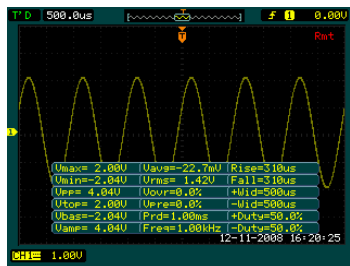 T'D 500.0us f 1 0.00V
T
Rmt
1
Vmax= 2.00V Vavg=-22.7mV Rise=310us
Vmin=-2.04V Vrms= 1.42V Fall=310us
Vpp= 4.04V Vovr=0.0% +Wid=500us
Vtop= 2.00V Vpre=0.0% -Wid=500us
Vbas=-2.04V Prd=1.00ms +Duty=50.0%
Vamp= 4.04V Freq=1.00kHz -Duty=50.0%
12-11-2008 16:20:25
CH1 1.00V